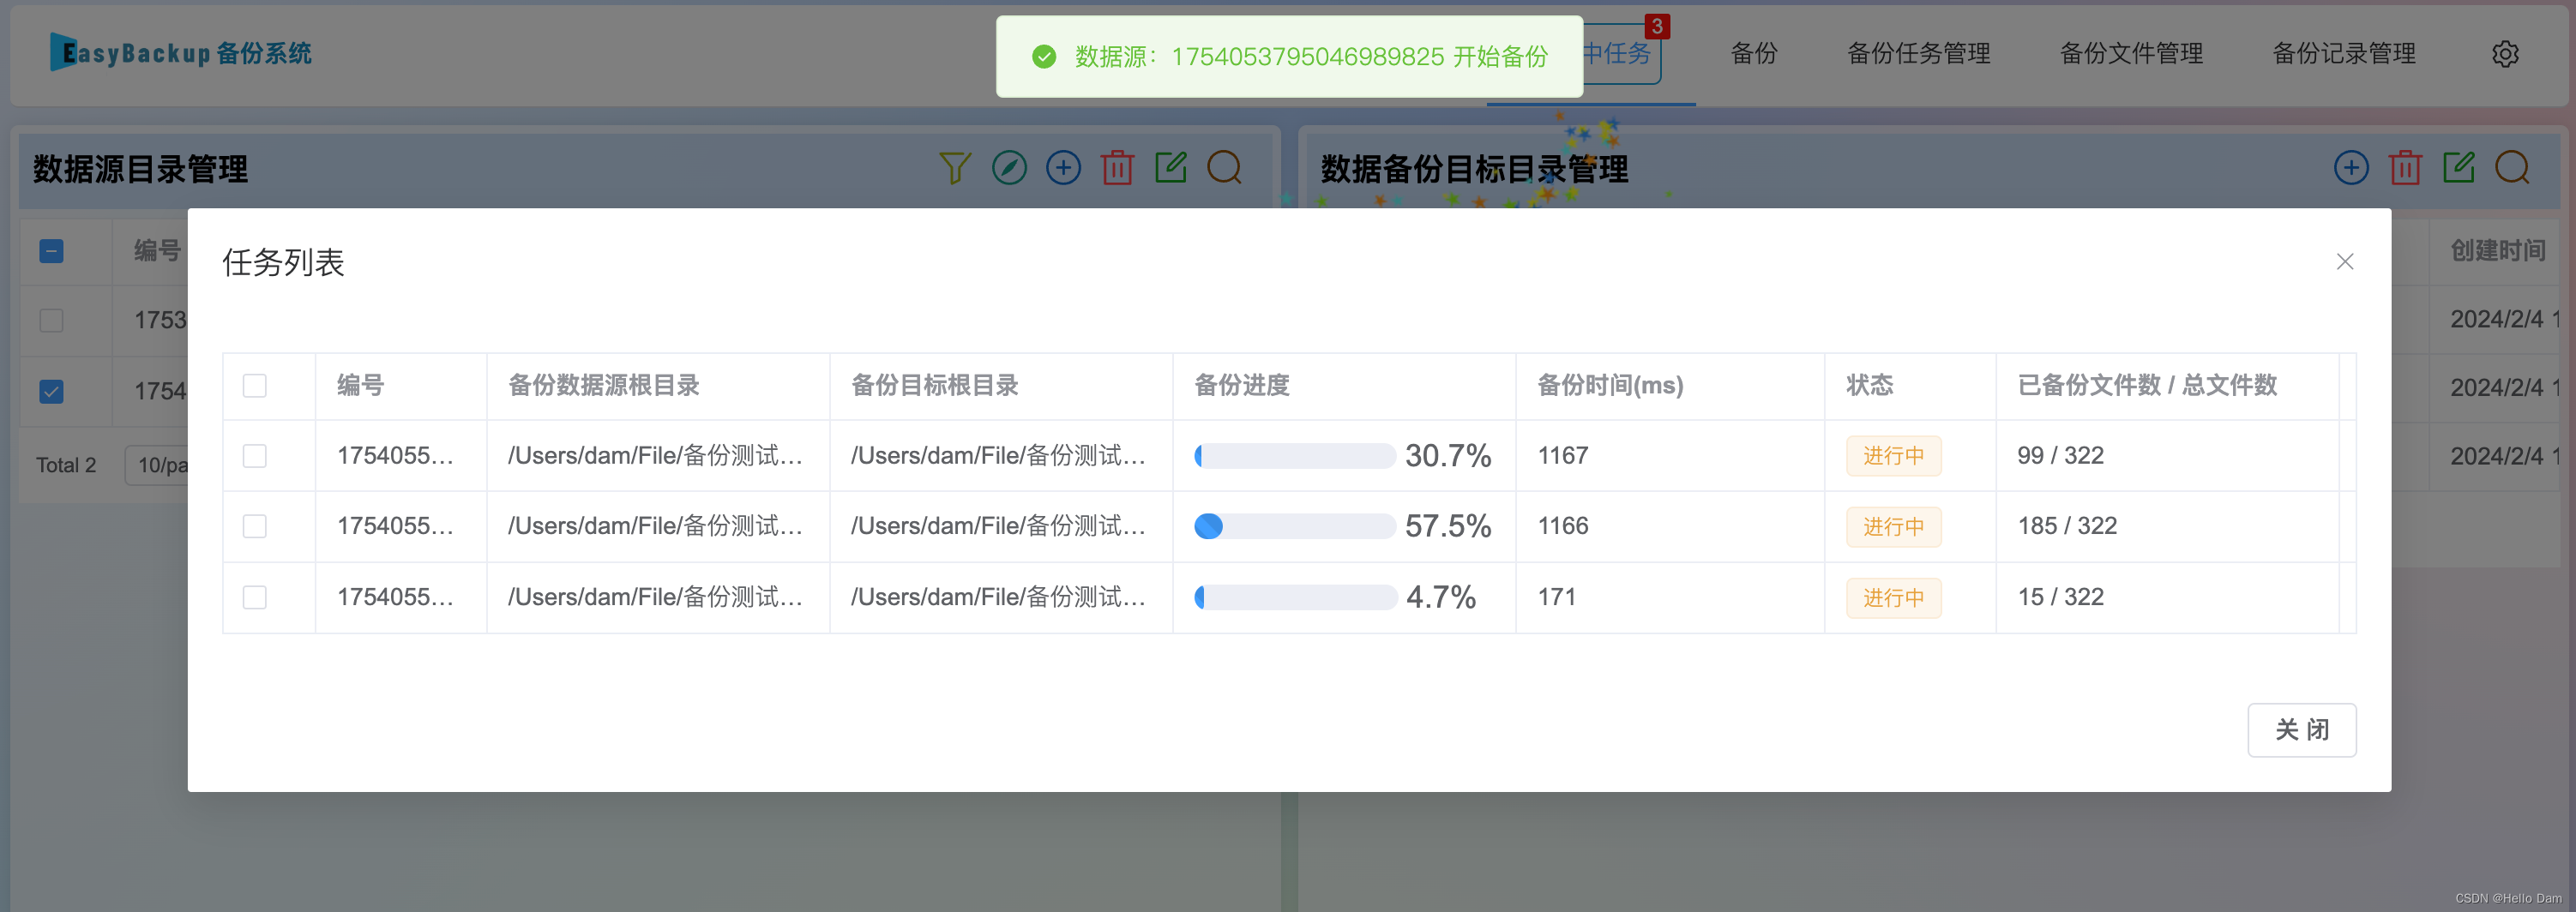 EasyBackup 备份系统
数据源：1754053795046989825 开始备份
中任务
3
备份
备份任务管理
备份文件管理
备份记录管理
数据源目录管理
数据备份目标目录管理
编号
创建时间
1753
2024/2/4 1
1754
2024/2/4 1
Total 2
10/pa
2024/2/4 1
任务列表
编号 备份数据源根目录 备份目标根目录 备份进度 备份时间(ms) 状态 已备份文件数 / 总文件数
1754055... /Users/dam/File/备份测试... /Users/dam/File/备份测试... 30.7% 1167 进行中 99 / 322
1754055... /Users/dam/File/备份测试... /Users/dam/File/备份测试... 57.5% 1166 进行中 185 / 322
1754055... /Users/dam/File/备份测试... /Users/dam/File/备份测试... 4.7% 171 进行中 15 / 322
关 闭
CSDN @Hello Dam